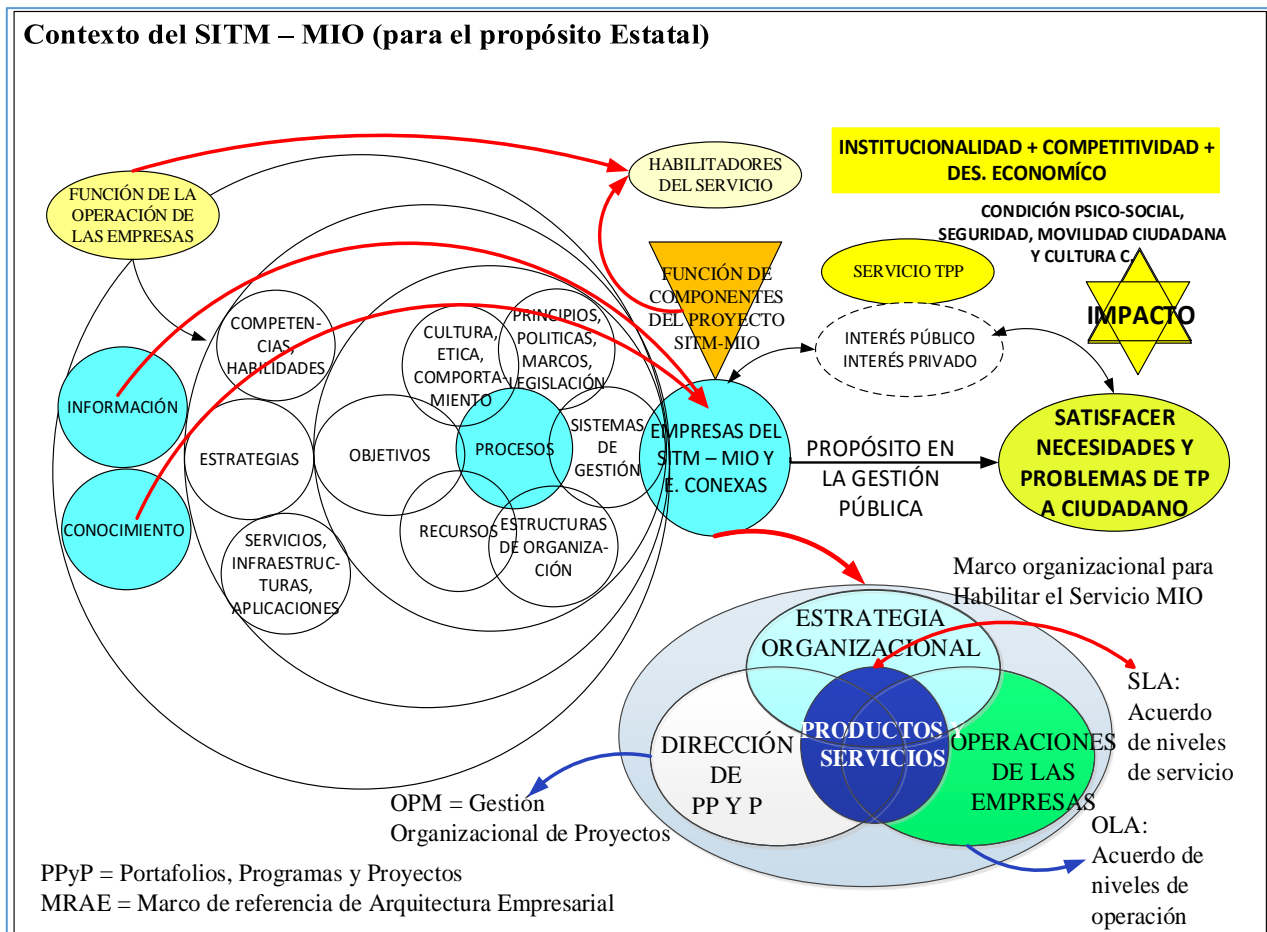 Contexto del SITM – MIO (para el propósito Estatal)
FUNCIÓN DE LA
OPERACIÓN DE
LAS EMPRESAS
HABILITADORES
DEL SERVICIO
INSTITUCIONALIDAD + COMPETITIVIDAD +
DES. ECONOMÍCO
CONDICIÓN PSICO-SOCIAL,
SEGURIDAD, MOVILIDAD CIUDADANA
Y CULTURA C.
IMPACTO
SERVICIO TPP
FUNCIÓN DE
COMPONENTES
DEL PROYECTO
SITM-MIO
INTERÉS PÚBLICO
INTERÉS PRIVADO
COMPETEN-
CIAS,
HABILIDADES
CULTURA,
ETICA,
COMPORTA-
MIENTO
PRINCIPIOS,
POLITICAS,
MARCOS,
LEGISLACIÓN
INFORMACIÓN
CONOCIMIENTO
ESTRATEGIAS
OBJETIVOS
PROCESOS
SISTEMAS
DE
GESTIÓN
RECURSOS
ESTRUCTURAS
DE ORGANIZA-
CIÓN
SERVICIOS,
INFRAESTRUC-
TURAS,
APLICACIONES
EMPRESAS DEL
SITM – MIO Y
E. CONEXAS
PROPÓSITO EN
LA GESTIÓN
PÚBLICA
SATISFACER
NECESIDADES Y
PROBLEMAS DE TP
A CIUDADANO
Marco organizacional para
Habilitar el Servicio MIO
ESTRATEGIA
ORGANIZACIONAL
PRODUCTOS Y
SERVICIOS
DIRECCIÓN
DE
PP Y P
OPERACIONES
DE LAS
EMPRESAS
SLA:
Acuerdo
de niveles
de servicio
OPM = Gestión
Organizacional de Proyectos
OLA:
Acuerdo de
niveles de
operación
PPyP = Portafolios, Programas y Proyectos
MRAE = Marco de referencia de Arquitectura Empresarial